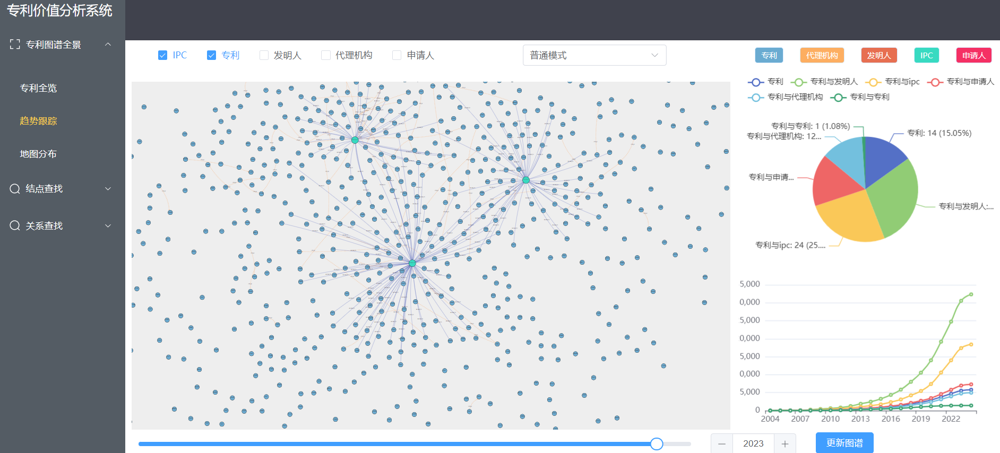 专利价值分析系统
专利图谱全景
专利全览
趋势跟踪
地图分布
结点查找
关系查找
IPC
专利
发明人
代理机构
申请人
普通模式
专利
代理机构
发明人
IPC
申请人
专利 专利与发明人 专利与ipc 专利与申请人
专利与代理机构 专利与专利
专利与专利: 1 (1.08%)
专利与代理机构: 12...
专利: 14 (15.05%)
专利与申请...
专利与发明人:...
专利与ipc: 24 (25....
5,000
0,000
5,000
0,000
5,000
0,000
5,000
0
2004 2007 2010 2013 2016 2019 2022
2023
更新图谱